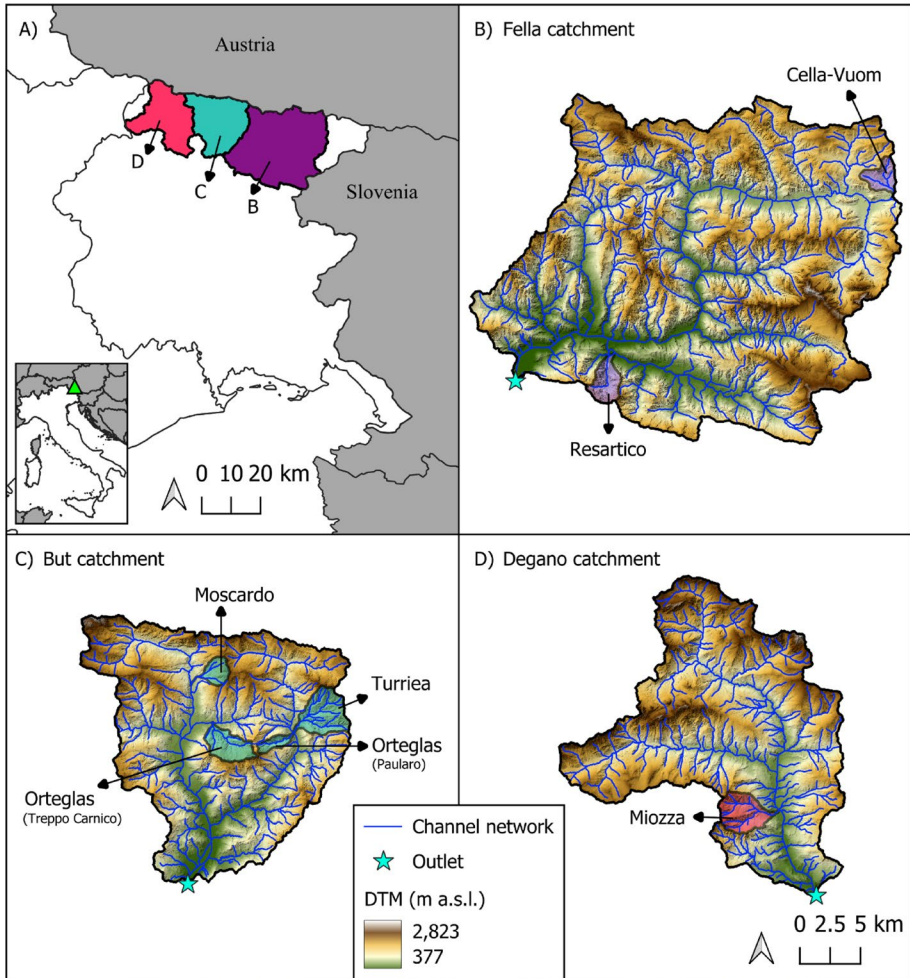 A)
Austria
D
C
B
Slovenia
0 10 20 km
B) Fella catchment
Cella-Vuom
Resartico
C) But catchment
Moscardo
Turriea
Orteglas
(Paularo)
Orteglas
(Treppo Carnico)
D) Degano catchment
Miozza
Channel network
Outlet
DTM (m a.s.l.)
2,823
377
0 2.5 5 km